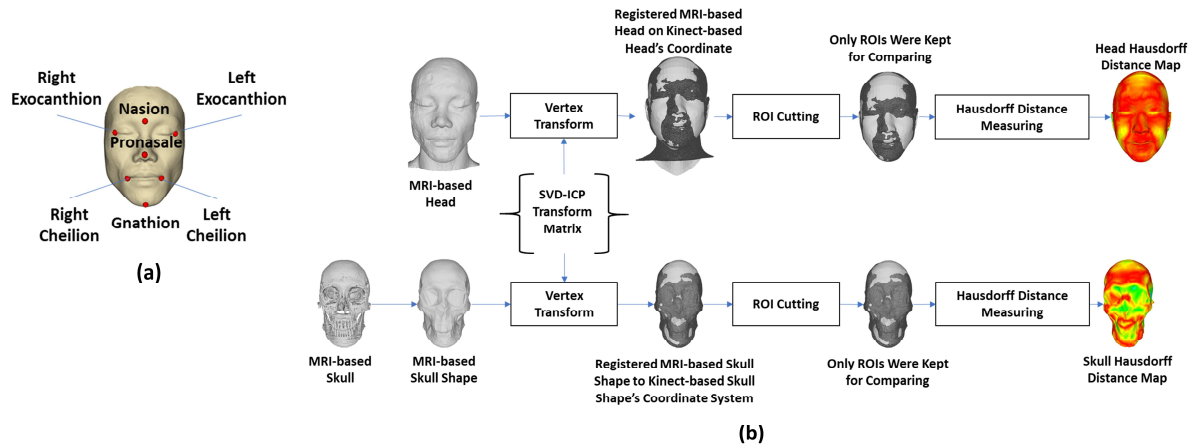 Right
Exocanthion
Left
Exocanthion
Nasion
Pronasale
Right
Cheilion
Gnathion
Left
Cheilion
(a)
MRI-based
Head
Vertex
Transform
Registered MRI-based
Head on Kinect-based
Head's Coordinate
ROI Cutting
Only ROIs Were Kept
for Comparing
Hausdorff Distance
Measuring
Head Hausdorff
Distance Map
SVD-ICP
Transform
Matrix
MRI-based
Skull
MRI-based
Skull Shape
Vertex
Transform
Registered MRI-based Skull
Shape to Kinect-based Skull
Shape's Coordinate System
ROI Cutting
Only ROIs Were Kept
for Comparing
Hausdorff Distance
Measuring
Skull Hausdorff
Distance Map
(b)